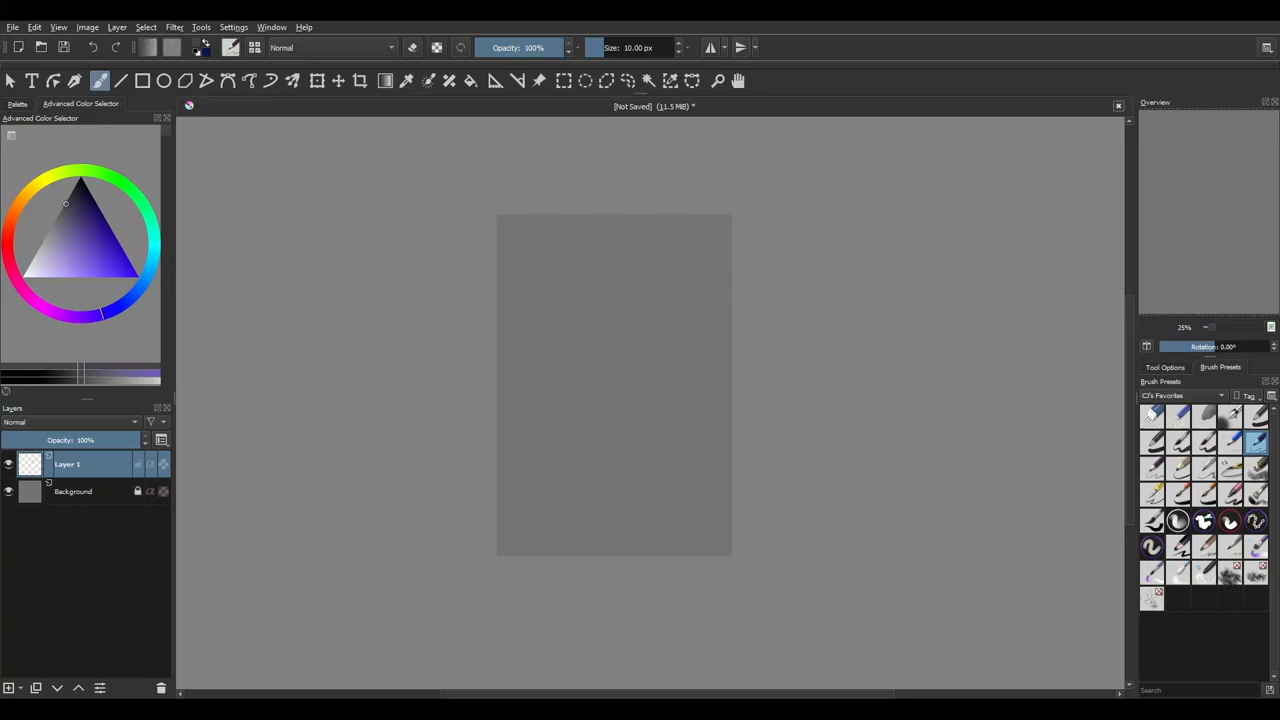 File Edit View Image Layer Select Filter Tools Settings Window Help
Normal Opacity: 100% Size: 10.00 px
Palette Advanced Color Selector [Not Saved] (11.5 MiB) * Overview
Advanced Color Selector
25%
Rotation: 0.00°
Tool Options Brush Presets
Brush Presets
CJ's Favorites Tag
Layers
Normal
Opacity: 100%
Layer 1
Background
Search